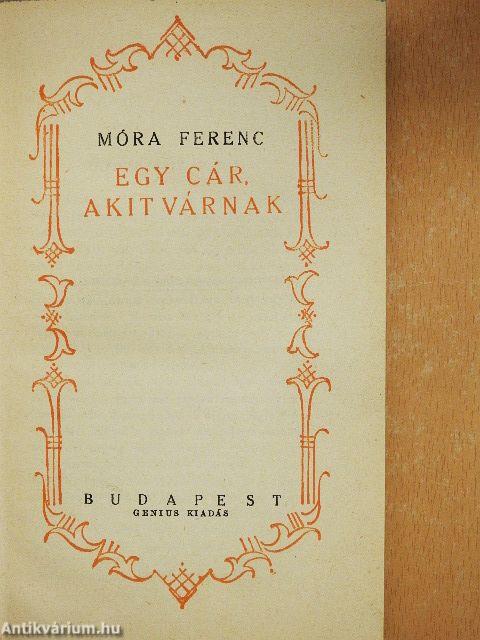 MÓRA FERENC
EGY CÁR,
AKIT VÁRNAK
BUDAPEST
GENIUS KIADÁS
Antikvárium.hu